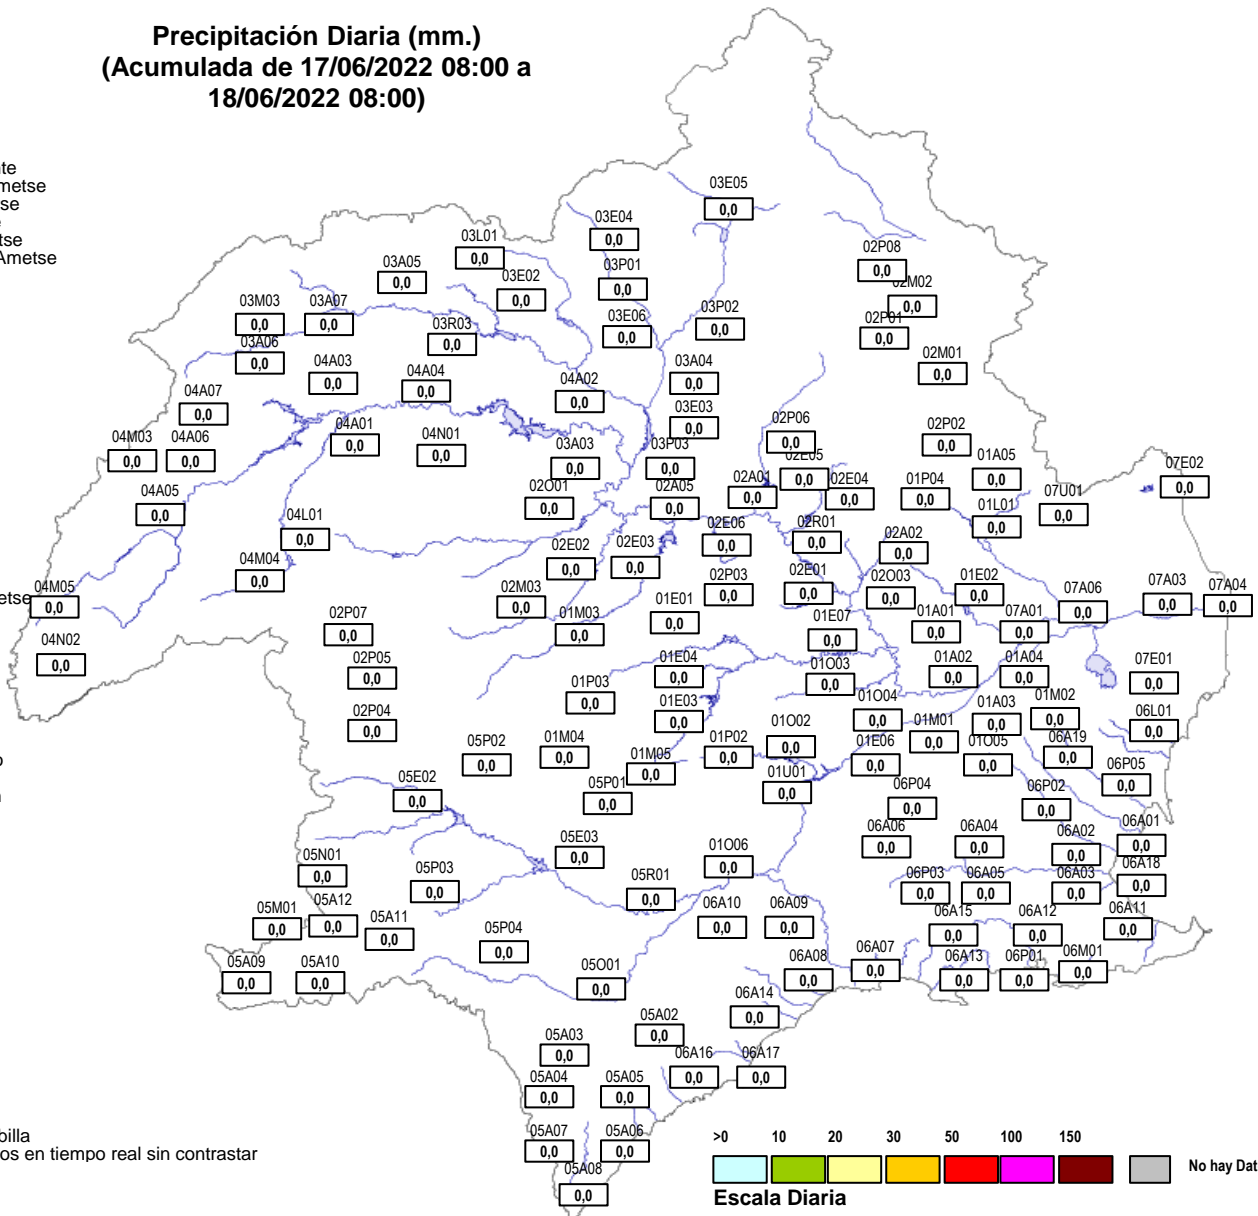 Precipitación Diaria (mm.)
(Acumulada de 17/06/2022 08:00 a
18/06/2022 08:00)
nte
metse
se
e
tse
Ametse
etse
o
n
billa
os en tiempo real sin contrastar
03E05
0,0
03E04
0,0
03L01
0,0
02P08
0,0
03A05
0,0
03P01
0,0
03E02
0,0
02M02
0,0
03M03
0,0
03A07
0,0
03P02
0,0
03E06
0,0
02P01
0,0
03R03
0,0
03A06
0,0
02M01
0,0
04A03
0,0
03A04
0,0
04A04
0,0
04A02
0,0
04A07
0,0
03E03
0,0
02P06
0,0
04A01
0,0
02P02
0,0
04N01
0,0
04M03
0,0
04A06
0,0
03A03
0,0
03P03
0,0
02E05
0,0
01A05
0,0
07E02
0,0
04A05
0,0
02O01
0,0
02A05
0,0
02A01
0,0
02E04
0,0
01P04
0,0
07U01
0,0
01L01
0,0
04L01
0,0
02E06
0,0
02R01
0,0
02A02
0,0
02E02
0,0
02E03
0,0
04M04
0,0
04M05
0,0
02M03
0,0
02P03
0,0
02E01
0,0
02O03
0,0
01E02
0,0
07A06
0,0
07A03
0,0
07A04
0,0
02P07
0,0
01M03
0,0
01E01
0,0
01E07
0,0
01A01
0,0
07A01
0,0
04N02
0,0
02P05
0,0
01E04
0,0
01O03
0,0
01A02
0,0
01A04
0,0
07E01
0,0
01P03
0,0
02P04
0,0
01E03
0,0
01O04
0,0
01A03
0,0
01M02
0,0
06L01
0,0
05P02
0,0
01M04
0,0
01M05
0,0
01P02
0,0
01O02
0,0
01M01
0,0
01E06
0,0
01O05
0,0
06A19
0,0
05E02
0,0
05P01
0,0
01U01
0,0
06P04
0,0
06P02
0,0
06P05
0,0
05E03
0,0
01O06
0,0
06A06
0,0
06A04
0,0
06A02
0,0
06A01
0,0
05N01
0,0
05P03
0,0
05R01
0,0
06P03
0,0
06A05
0,0
06A03
0,0
06A18
0,0
05M01
0,0
05A12
0,0
05A11
0,0
05P04
0,0
06A10
0,0
06A09
0,0
06A15
0,0
06A12
0,0
06A11
0,0
05A09
0,0
05A10
0,0
05O01
0,0
06A08
0,0
06A07
0,0
06A13
0,0
06P01
0,0
06M01
0,0
06A14
0,0
05A02
0,0
05A03
0,0
06A16
0,0
06A17
0,0
05A04
0,0
05A05
0,0
05A07
0,0
05A06
0,0
05A08
0,0
>0 10 20 30 50 100 150
No hay Dat
Escala Diaria